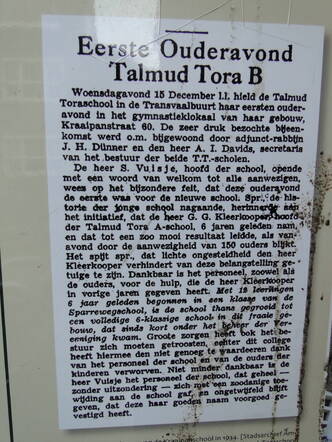 Eerste Ouderavond
Talmud Tora B
Woensdagavond 15 December l.l. hield de Talmud
Toraschool in de Transvaalbuurt haar eersten ouder-
avond in het gymnastieklokaal van haar gebouw,
Kraaipanstraat 60. De zeer druk bezochte bijeen-
komst werd o.m. bijgewoond door adjunct-rabbijn
J. H. Dünner en den heer A. I. Davids, secretaris
van het bestuur der beide T.T.-scholen.
De heer S. Vuisje, hoofd der school, opende
met een woord van welkom tot alle aanwezigen,
wees op het bijzondere feit, dat deze ouderavond
de eerste was voor de nieuwe school. Spr., de his-
torie der jonge school nagaande, herinnerde aan
het initiatief, dat de heer G. G. Kleerkooper, hoofd
der Talmud Tora A-school, 6 jaren geleden nam,
en dat tot een zoo mooi resultaat leidde, als van-
avond door de aanwezigheid van 150 ouders blijkt.
Het spijt spr., dat lichte ongesteldheid den heer
Kleerkooper verhindert van deze belangstelling ge-
tuige te zijn. Dankbaar is het personeel, zoowel als
de ouders, voor de hulp, die de heer Kleerkooper
in vorige jaren gegeven heeft. Met 18 leerlingen
6 jaar geleden begonnen in een klasse van de
Sparrewegschool, is de school thans gegroeid tot
een volledige 6-klassige school in dit fraaie ge-
bouw, dat sinds kort onder het beheer der Ver-
eeniging kwam. Groote zorgen heeft ook het be-
stuur zich moeten getroosten, echter dit college
heeft hiermee den niet genoeg te waardeeren dank
van het personeel der school en van de ouders der
kinderen verworven. Niet minder dankbaar is de
heer Vuisje het personeel der school, dat geheel —
zonder uitzondering — zich met een zoodanige toe-
wijding aan de school gaf, en ongetwijfeld blijft
geven, dat deze haar goeden naam voorgoed ge-
vestigd heeft.
school in 1932. [Stadsarchief